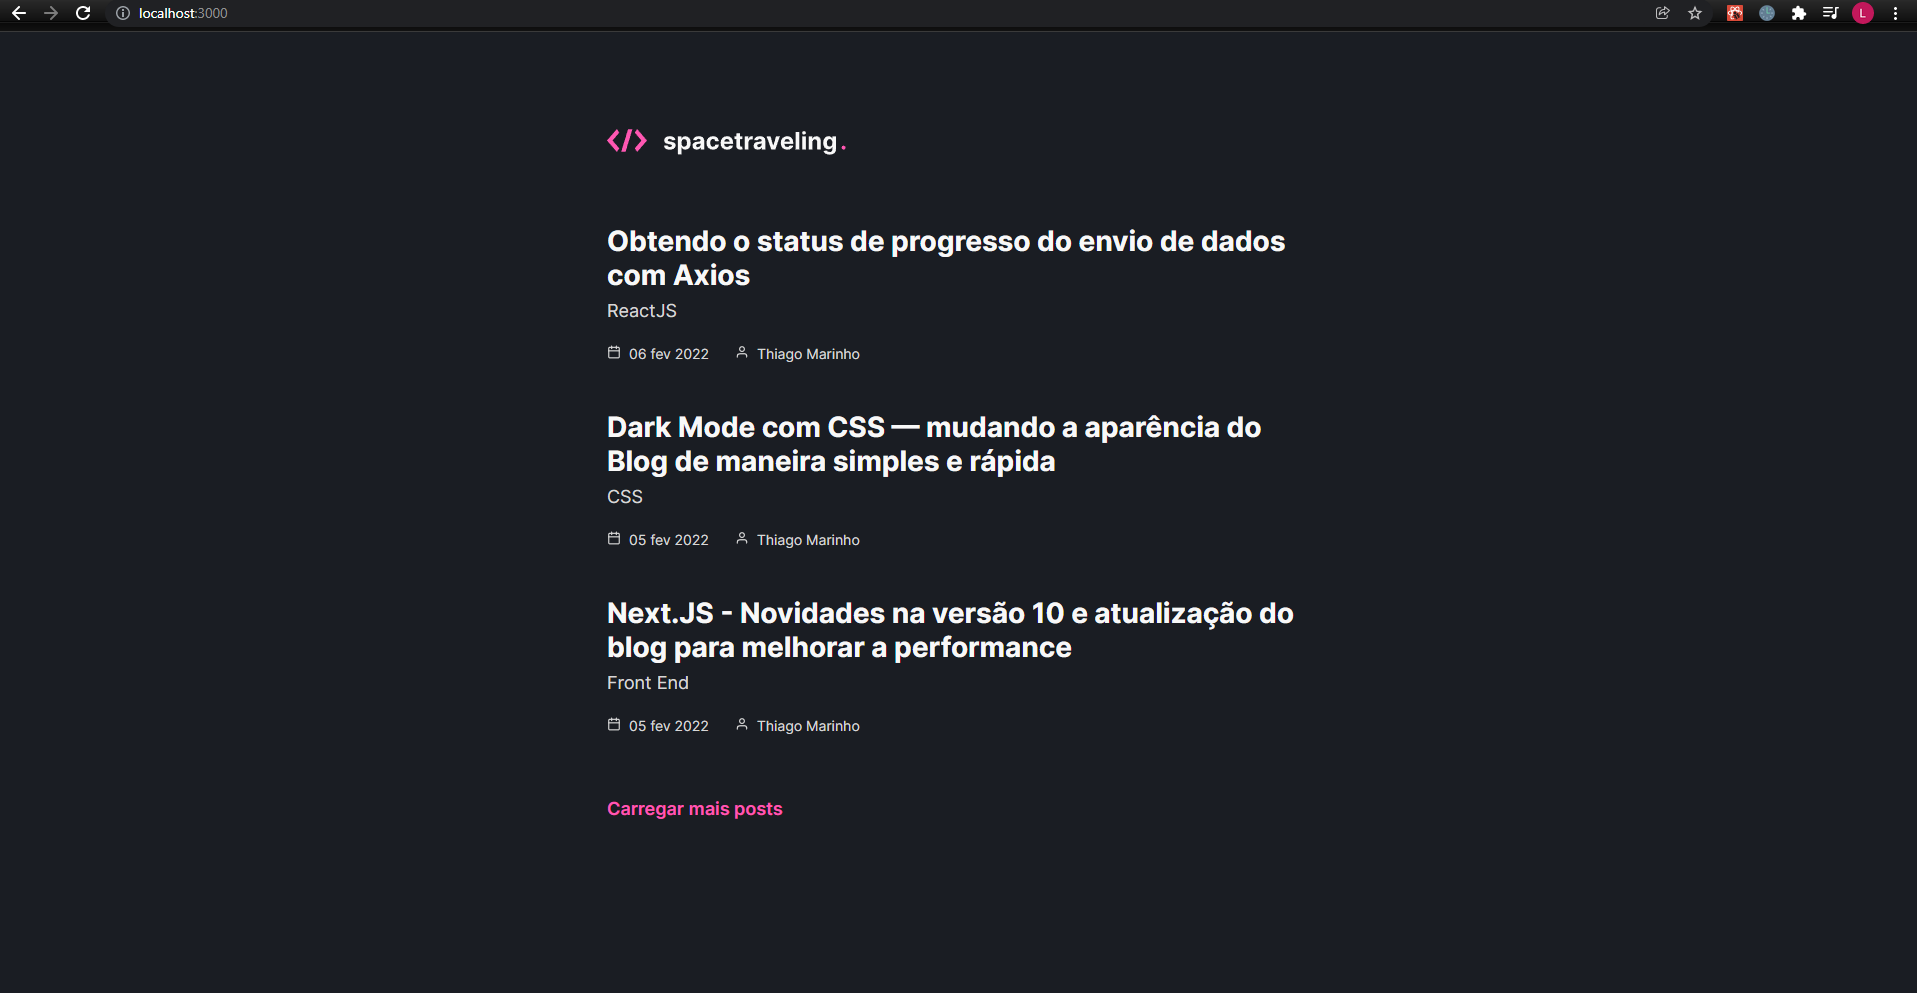 localhost:3000
L
</> spacetraveling.
Obtendo o status de progresso do envio de dados
com Axios
ReactJS
06 fev 2022 Thiago Marinho
Dark Mode com CSS — mudando a aparência do
Blog de maneira simples e rápida
CSS
05 fev 2022 Thiago Marinho
Next.JS - Novidades na versão 10 e atualização do
blog para melhorar a performance
Front End
05 fev 2022 Thiago Marinho
Carregar mais posts